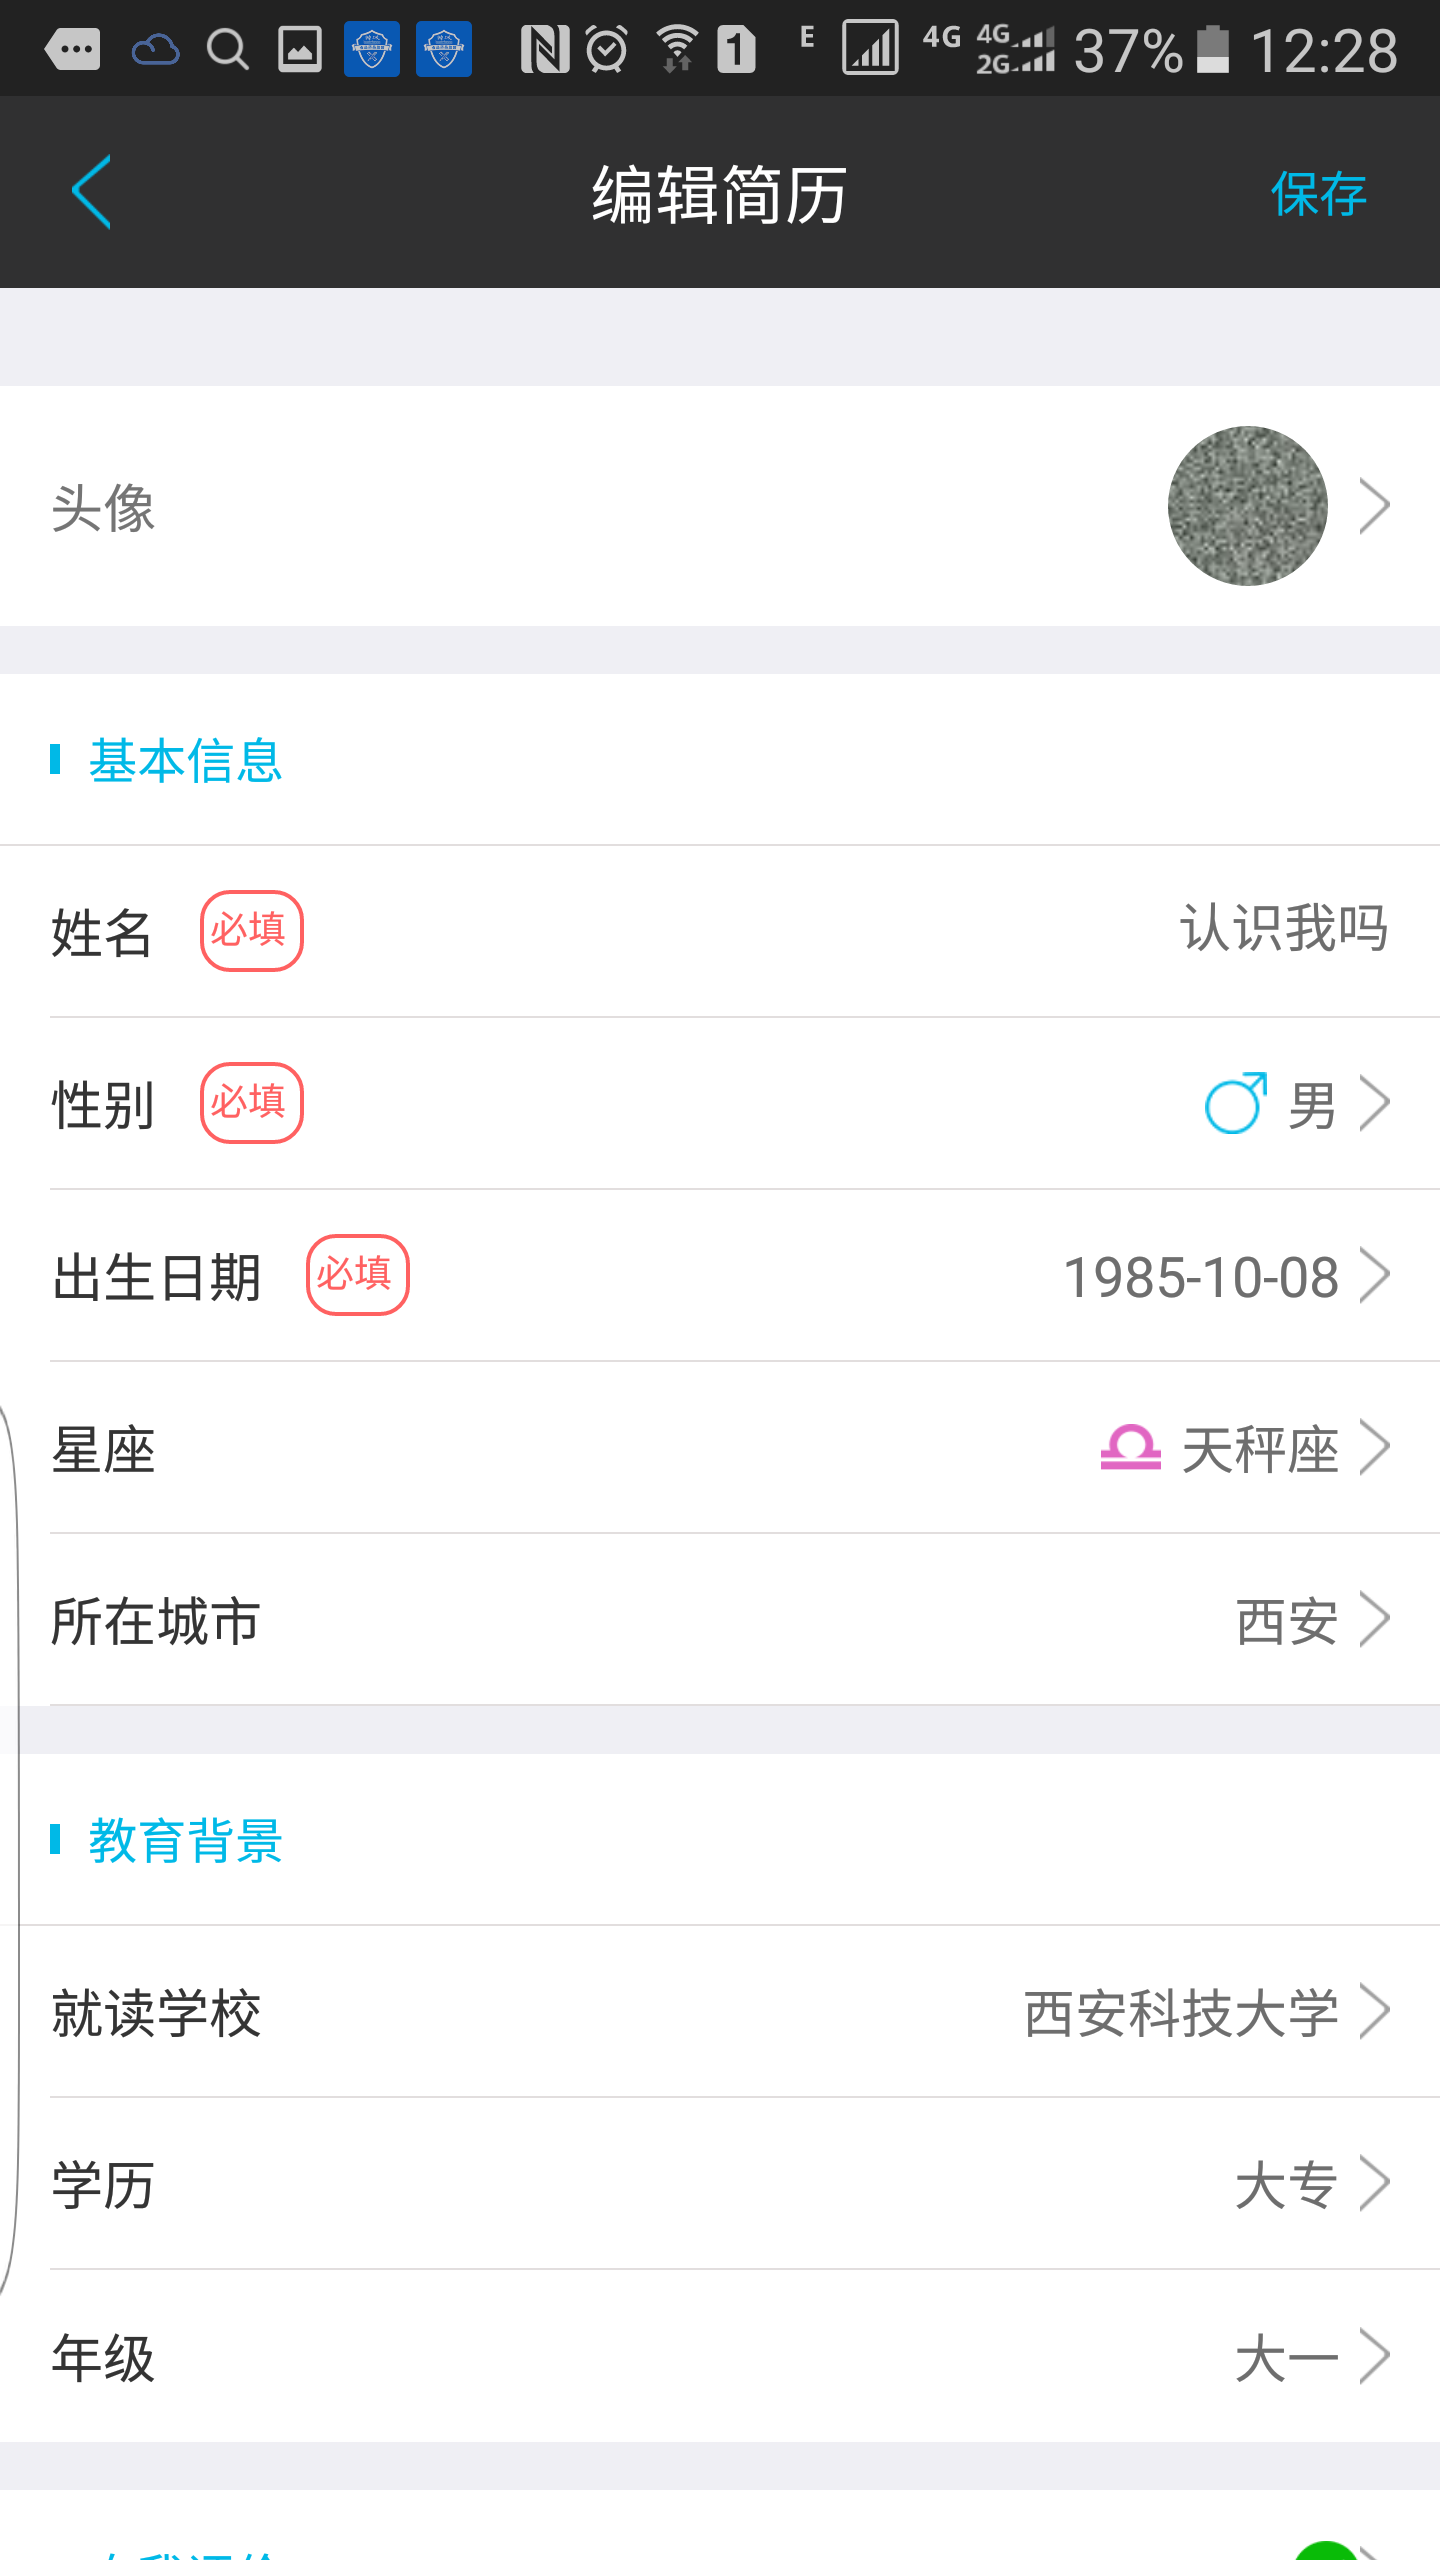 E 4G 4G 2G 37% 12:28
编辑简历 保存
头像
基本信息
姓名 必填 认识我吗
性别 必填 男
出生日期 必填 1985-10-08
星座 天秤座
所在城市 西安
教育背景
就读学校 西安科技大学
学历 大专
年级 大一